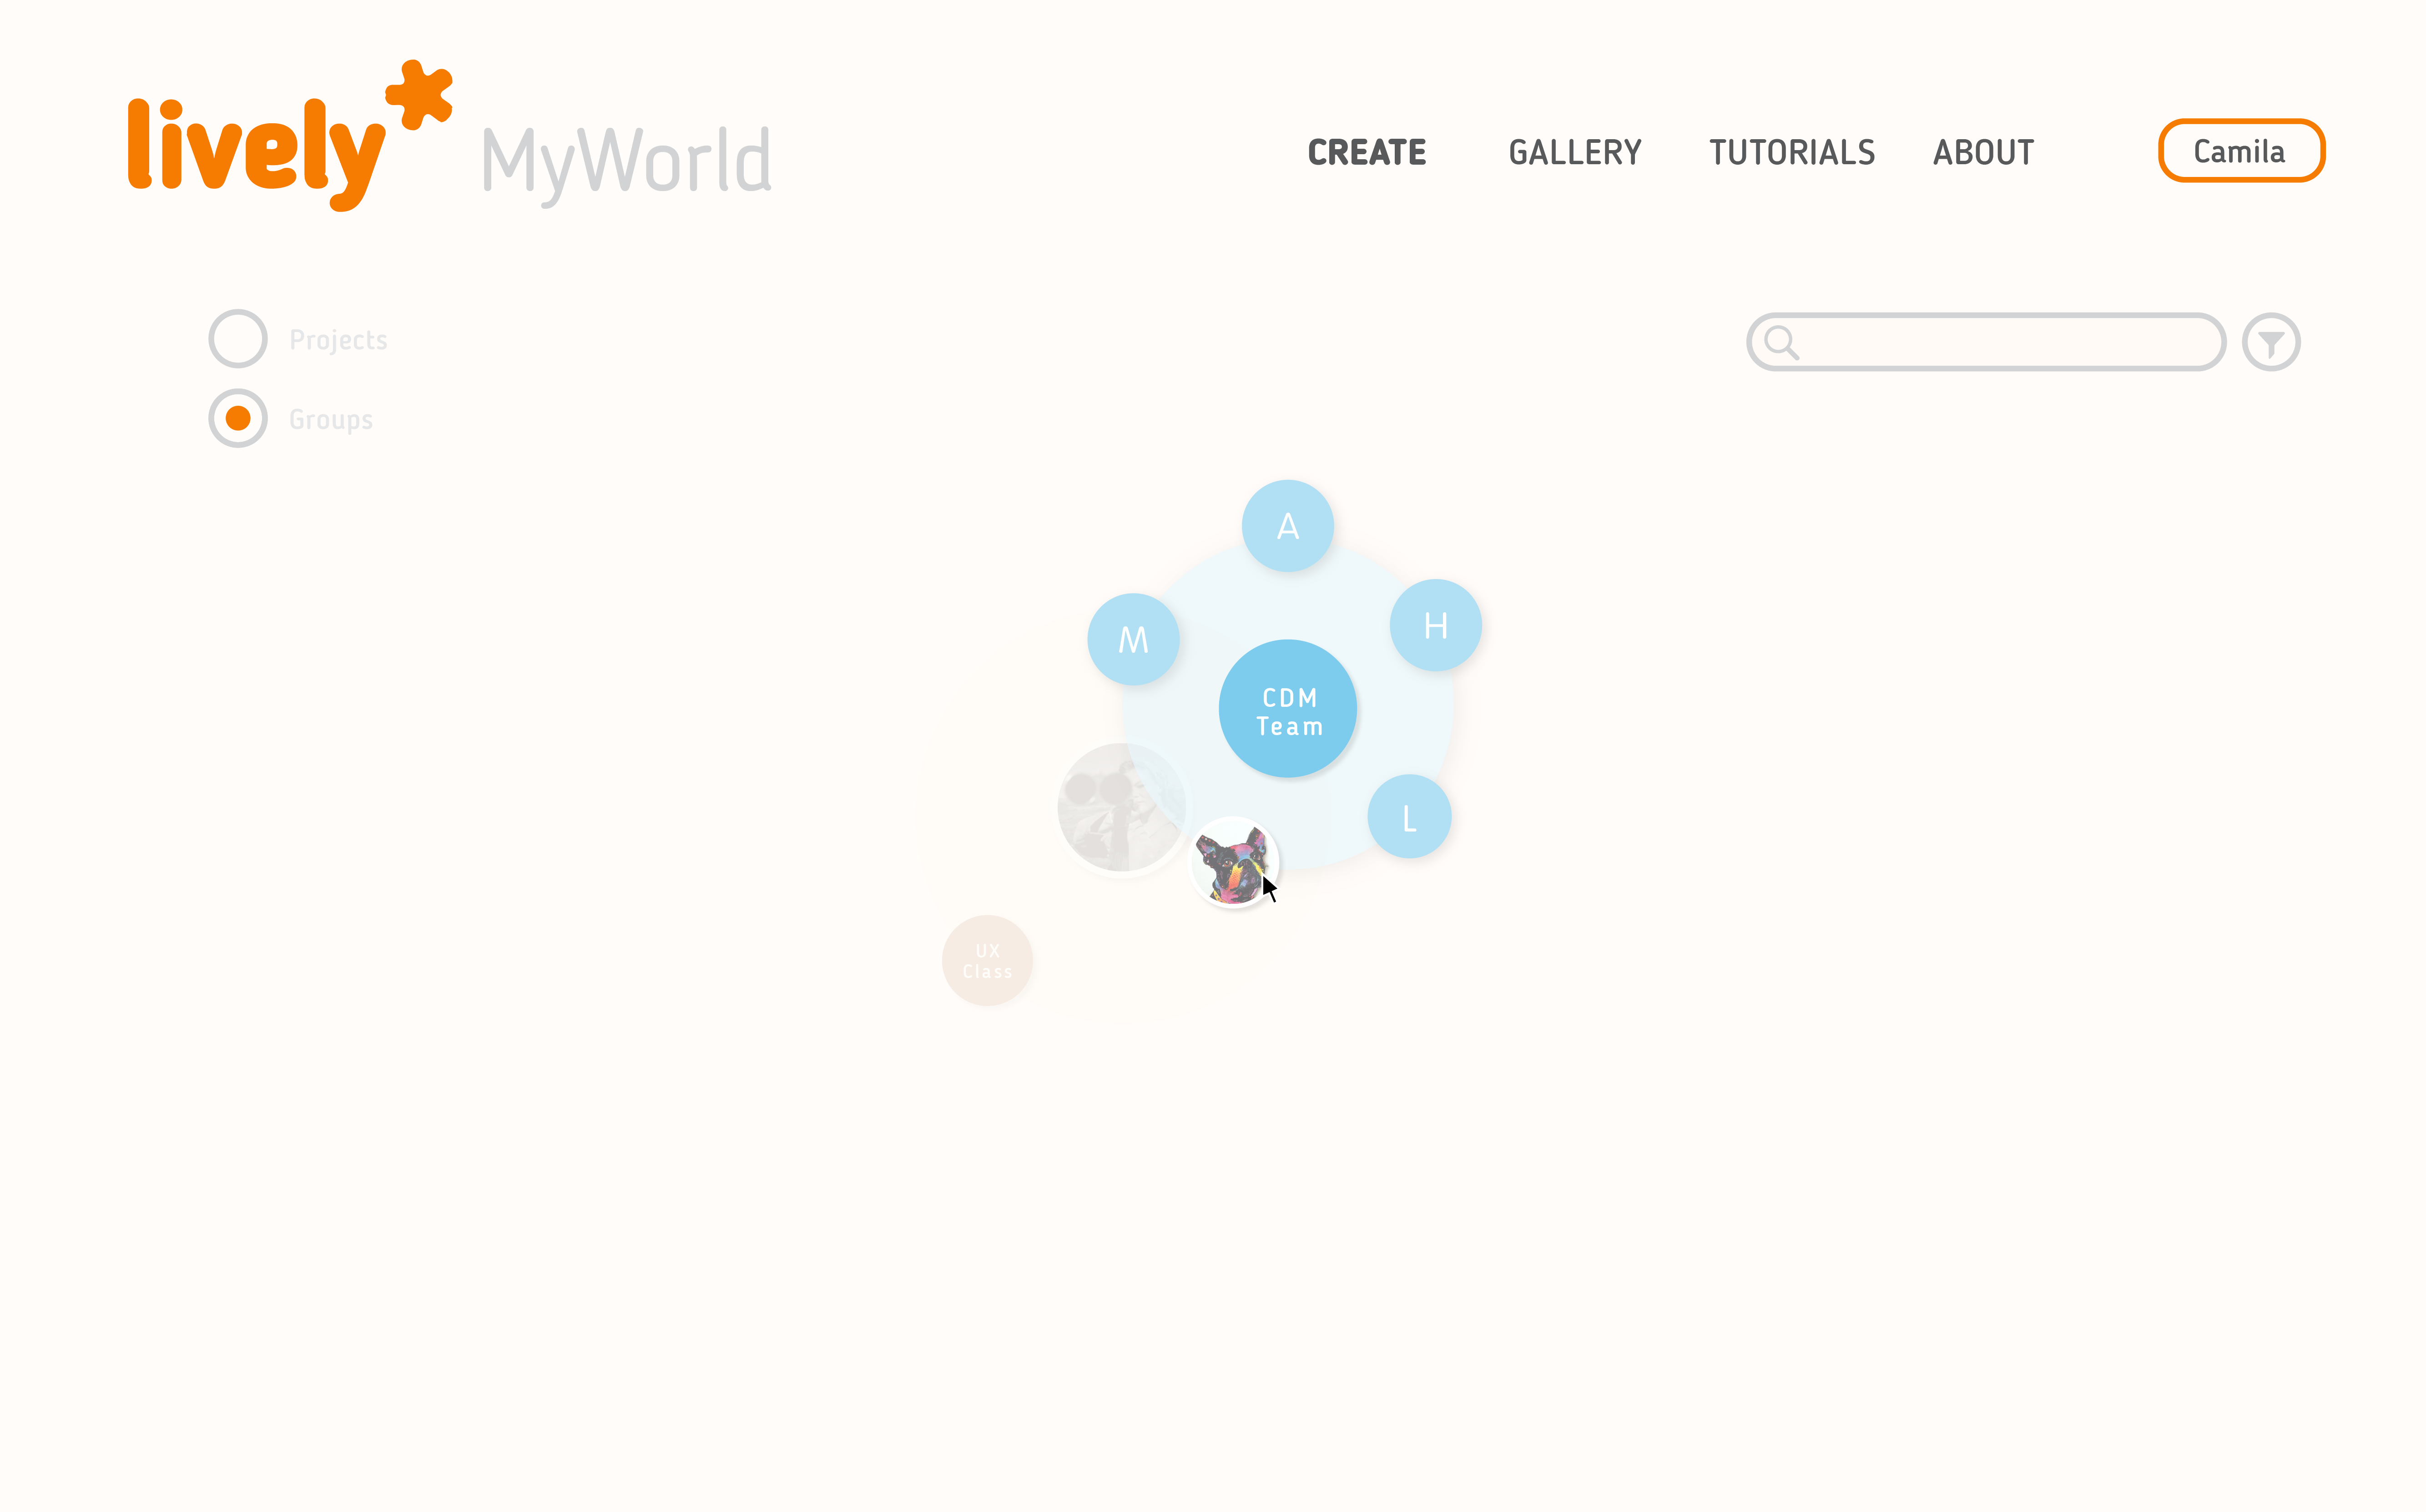 lively* MyWorld
CREATE GALLERY TUTORIALS ABOUT Camila
Projects
Groups
A
M
H
CDM
Team
L
UX
Class